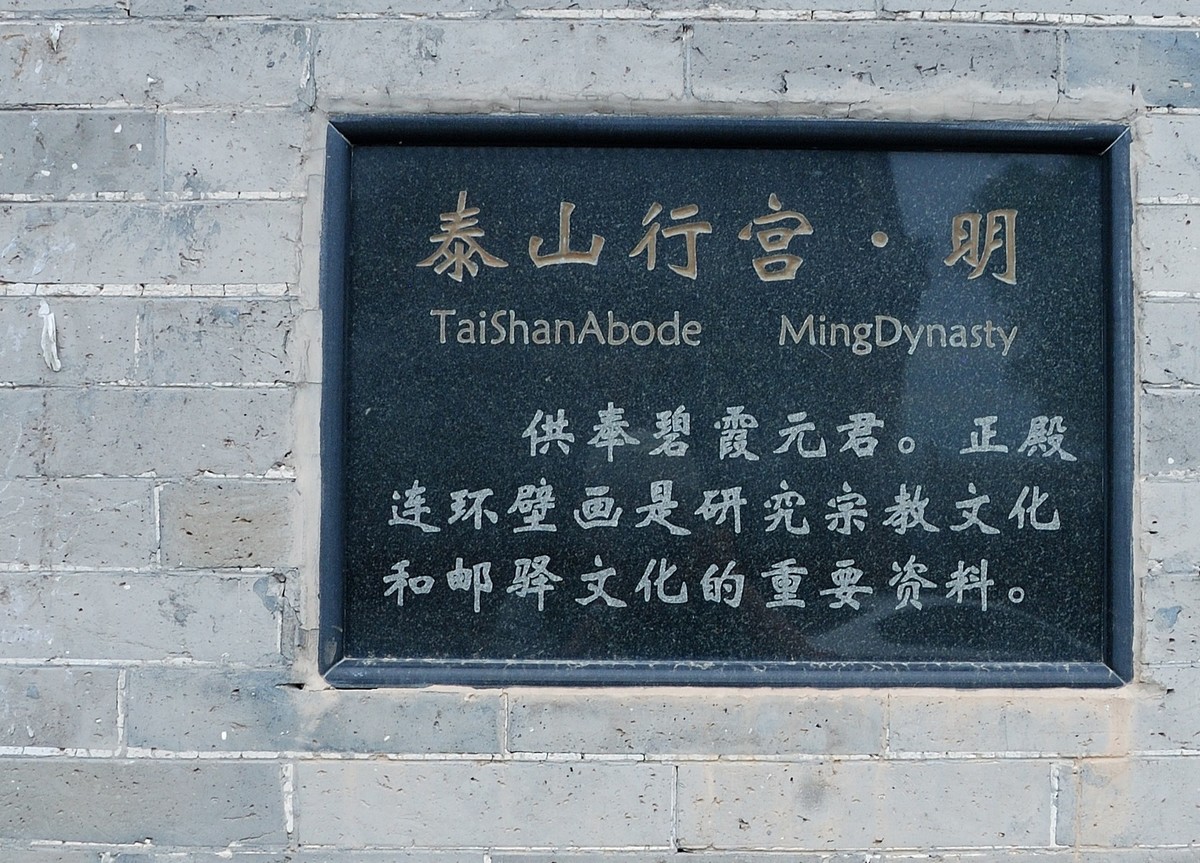 泰山行宫·明
TaiShanAbode MingDynasty
供奉碧霞元君。正殿
连环壁画是研究宗教文化
和邮驿文化的重要资料。